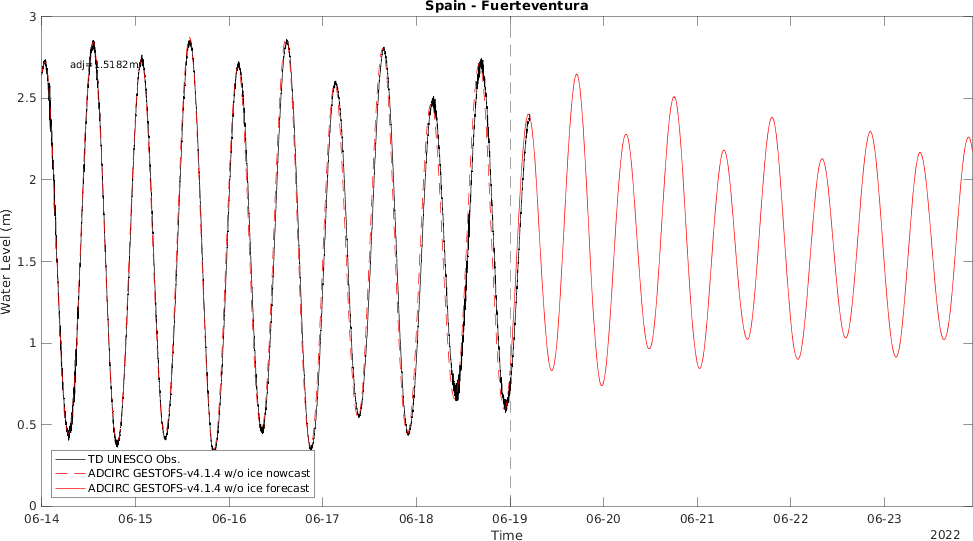 Spain - Fuerteventura
3
adj=1.5182m
2.5
2
1.5
1
0.5
0
Water Level (m)
TD UNESCO Obs.
ADCIRC GESTOFS-v4.1.4 w/o ice nowcast
ADCIRC GESTOFS-v4.1.4 w/o ice forecast
06-14 06-15 06-16 06-17 06-18 06-19 06-20 06-21 06-22 06-23
Time
2022